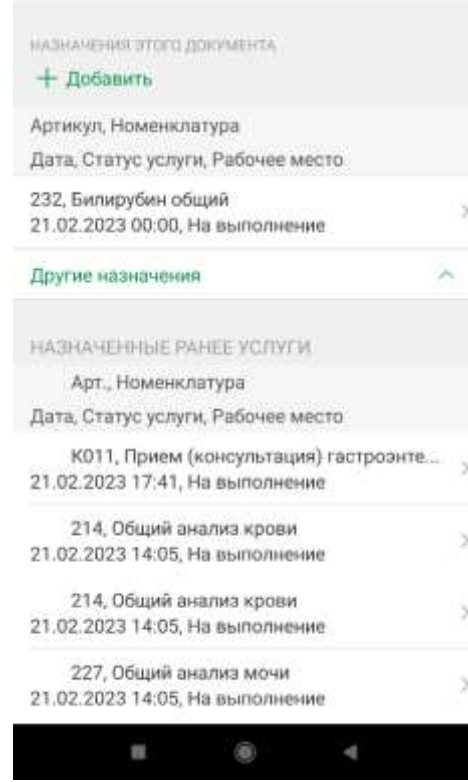 НАЗНАЧЕНИЯ ЭТОГО ДОКУМЕНТА
+ Добавить
Артикул, Номенклатура
Дата, Статус услуги, Рабочее место
232, Билирубин общий
21.02.2023 00:00, На выполнение
Другие назначения
НАЗНАЧЕННЫЕ РАНЕЕ УСЛУГИ
Арт., Номенклатура
Дата, Статус услуги, Рабочее место
К011, Прием (консультация) гастроэнте...
21.02.2023 17:41, На выполнение
214, Общий анализ крови
21.02.2023 14:05, На выполнение
214, Общий анализ крови
21.02.2023 14:05, На выполнение
227, Общий анализ мочи
21.02.2023 14:05, На выполнение